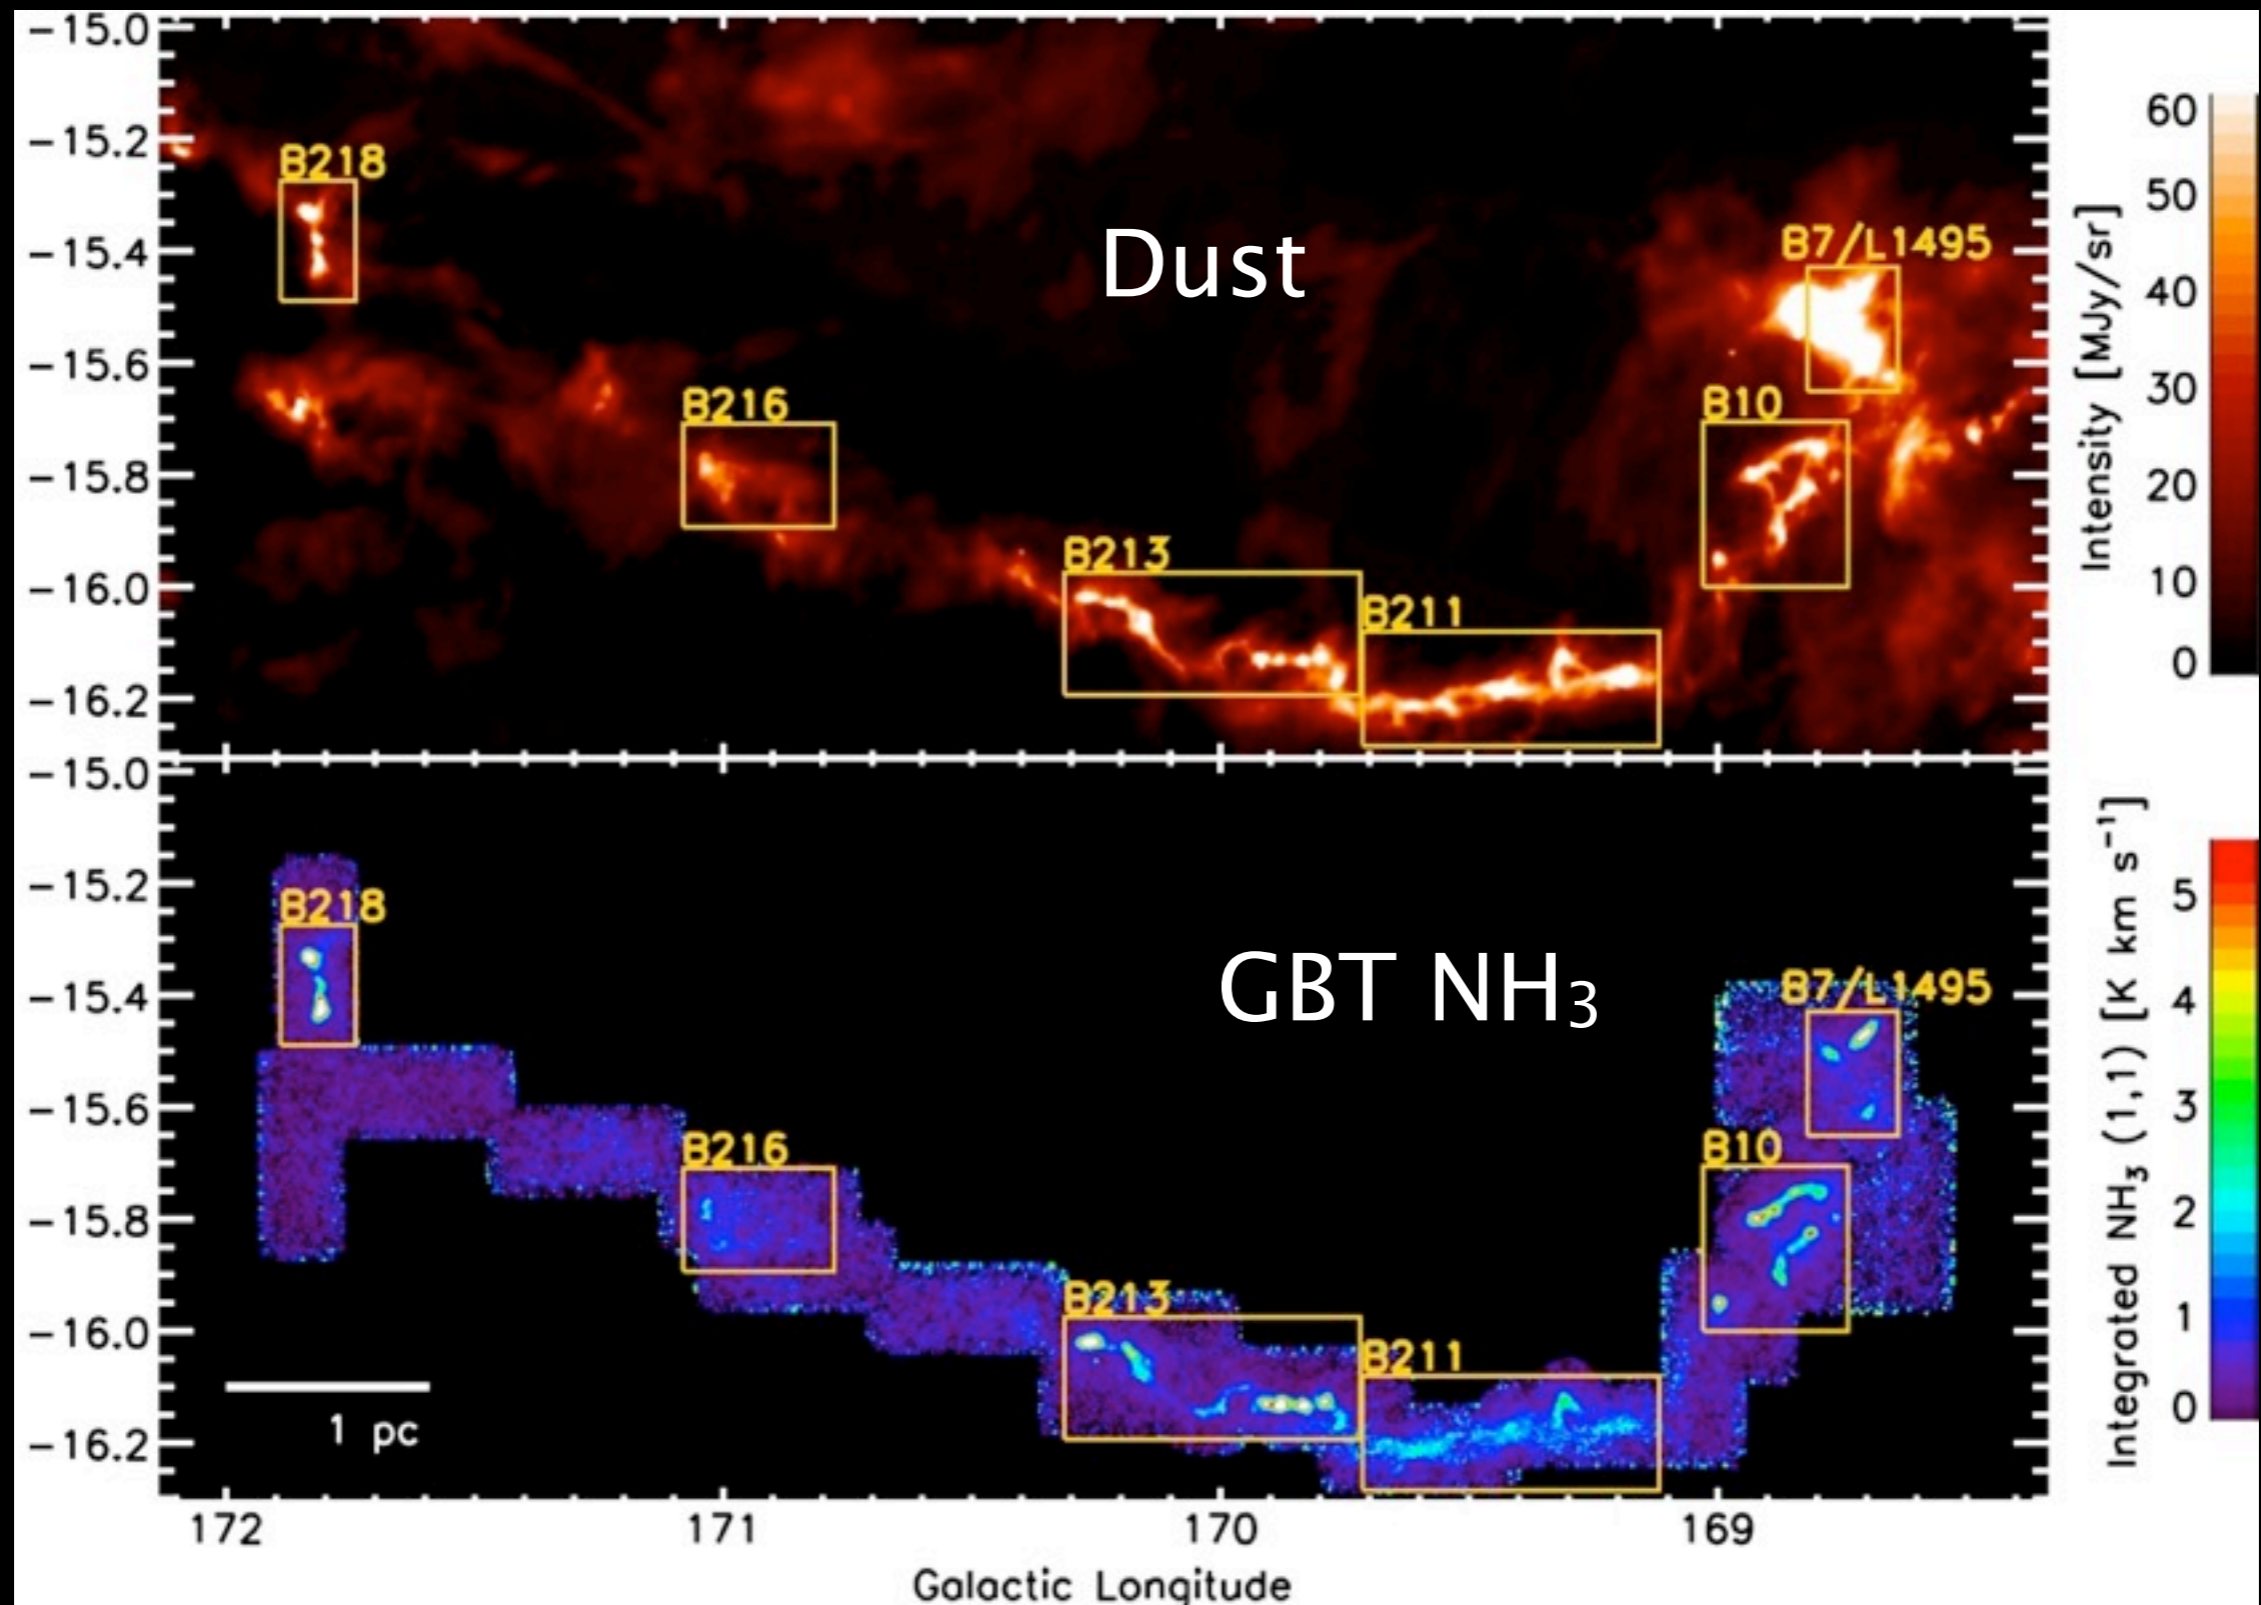 -15.0
-15.2
-15.4
-15.6
-15.8
-16.0
-16.2
B218
B216
B213
B211
B10
B7/L1495
Dust
60
50
40
30
20
10
0
Intensity [MJy/sr]
-15.0
-15.2
-15.4
-15.6
-15.8
-16.0
-16.2
B218
B216
B213
B211
B10
B7/L1495
GBT NH₃
1 pc
5
4
3
2
1
0
Integrated NH₃ (1,1) [K km s⁻¹]
172
171
170
169
Galactic Longitude